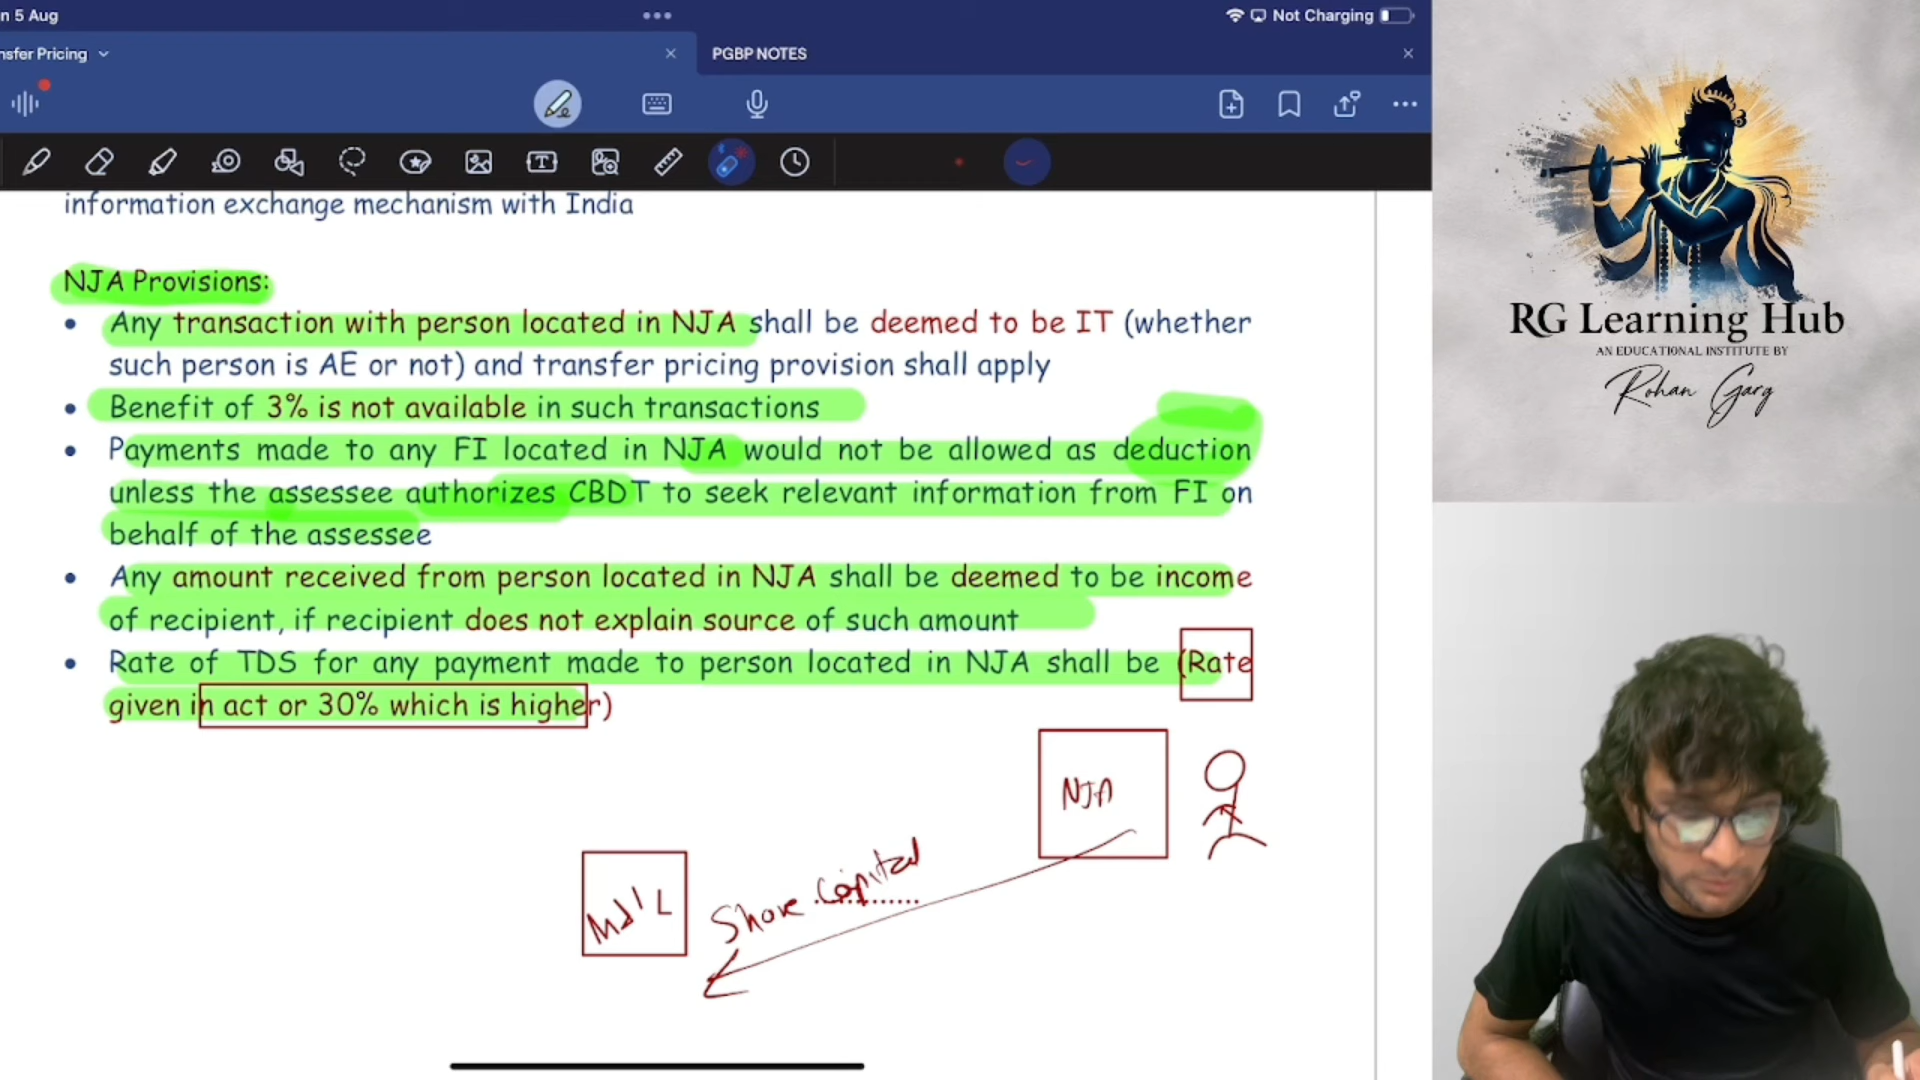 n 5 Aug
Not Charging
nsfer Pricing
PGBP NOTES
information exchange mechanism with India
NJA Provisions:
• Any transaction with person located in NJA shall be deemed to be IT (whether
such person is AE or not) and transfer pricing provision shall apply
• Benefit of 3% is not available in such transactions
• Payments made to any FI located in NJA would not be allowed as deduction
unless the assessee authorizes CBDT to seek relevant information from FI on
behalf of the assessee
• Any amount received from person located in NJA shall be deemed to be income
of recipient, if recipient does not explain source of such amount
• Rate of TDS for any payment made to person located in NJA shall be (Rate
given in act or 30% which is higher)
NJA
Share Capital
RG Learning Hub
AN EDUCATIONAL INSTITUTE BY
Rohan Garg